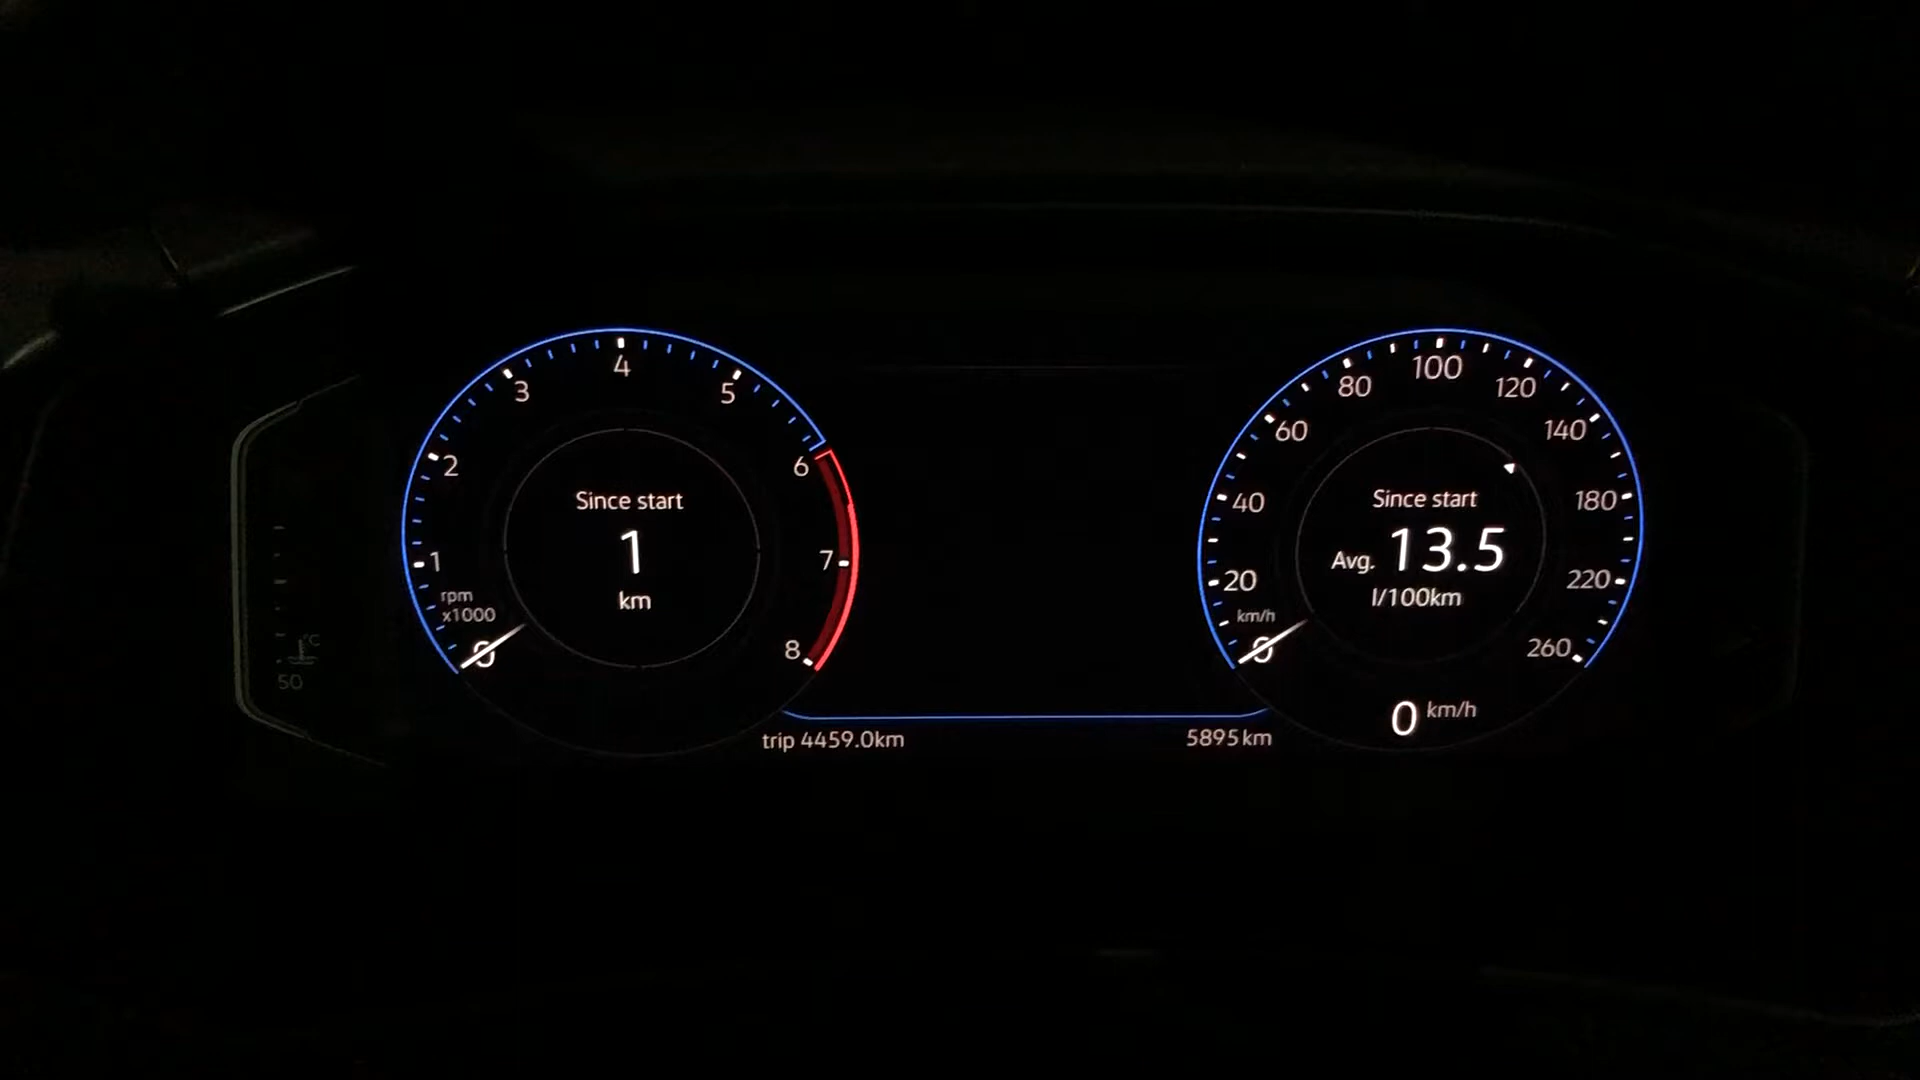 4
3
5
2
6
Since start
1
km
1
7
rpm
x1000
0
8
°C
50
100
80
120
60
140
40
Since start
180
Avg. 13.5
20
220
l/100km
km/h
0
260
0 km/h
trip 4459.0km
5895 km